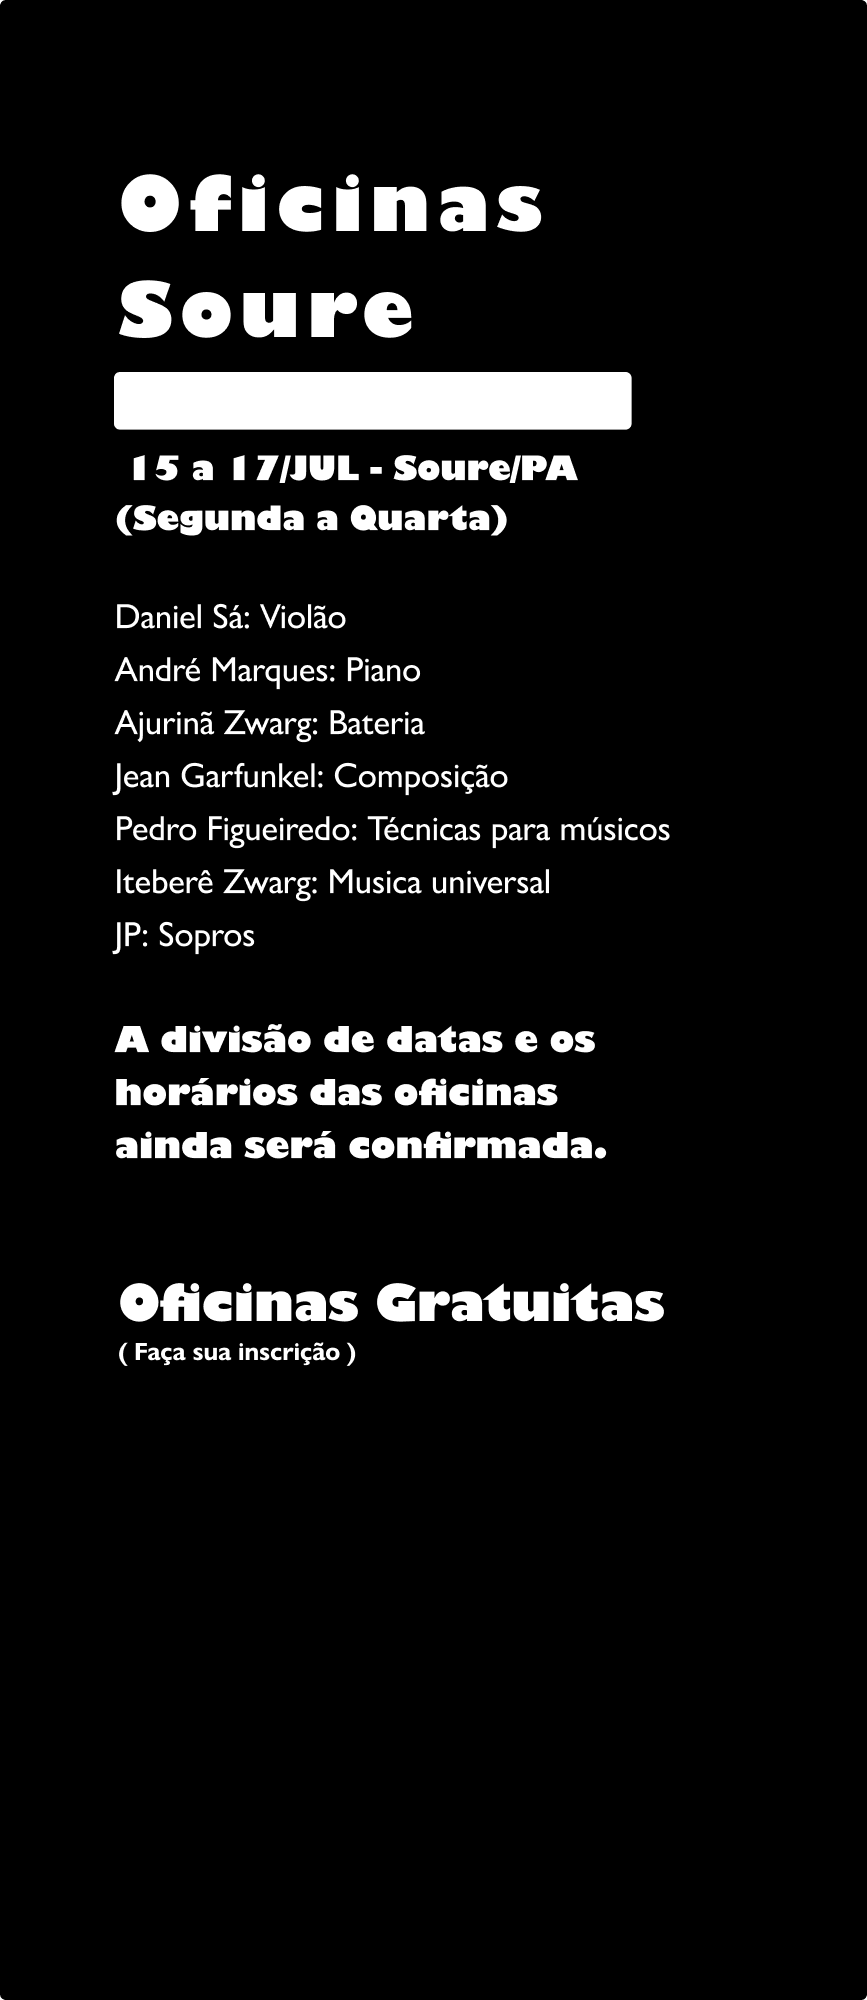 Oficinas
Soure
15 a 17/JUL - Soure/PA
(Segunda a Quarta)
Daniel Sá: Violão
André Marques: Piano
Ajurinã Zwarg: Bateria
Jean Garfunkel: Composição
Pedro Figueiredo: Técnicas para músicos
Iteberê Zwarg: Musica universal
JP: Sopros
A divisão de datas e os
horários das oficinas
ainda será confirmada.
Oficinas Gratuitas
( Faça sua inscrição )